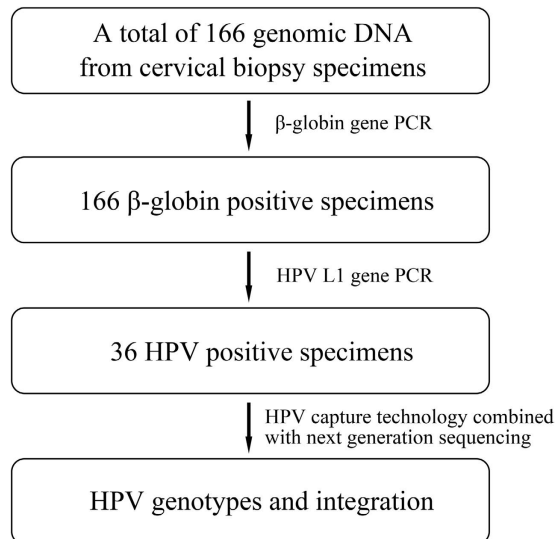 A total of 166 genomic DNA
from cervical biopsy specimens
β-globin gene PCR
166 β-globin positive specimens
HPV L1 gene PCR
36 HPV positive specimens
HPV capture technology combined
with next generation sequencing
HPV genotypes and integration